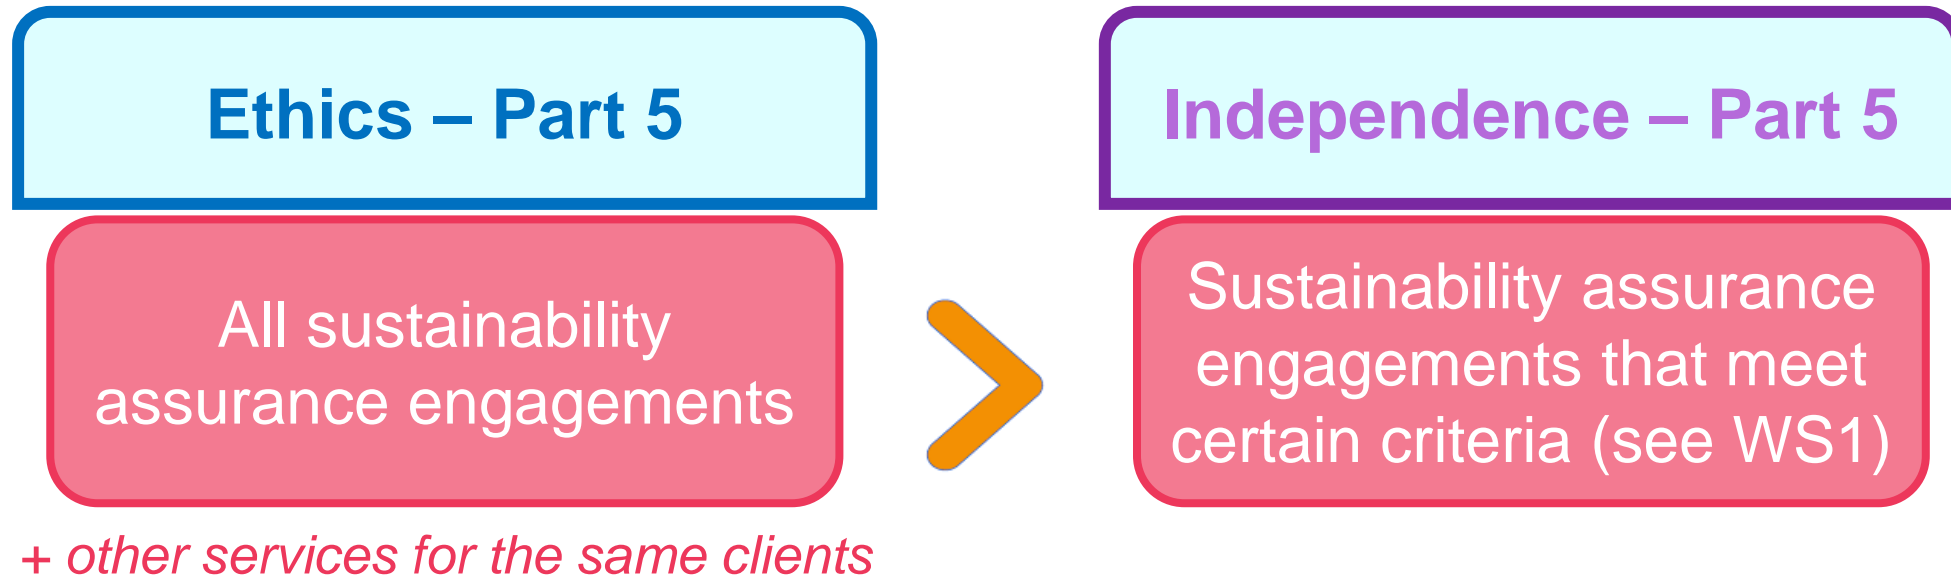 Ethics – Part 5
All sustainability
assurance engagements
+ other services for the same clients
Independence – Part 5
Sustainability assurance
engagements that meet
certain criteria (see WS1)